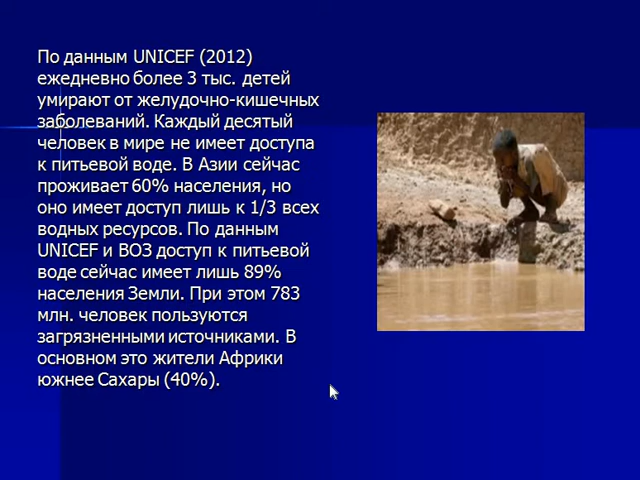 По данным UNICEF (2012)
ежедневно более 3 тыс. детей
умирают от желудочно-кишечных
заболеваний. Каждый десятый
человек в мире не имеет доступа
к питьевой воде. В Азии сейчас
проживает 60% населения, но
оно имеет доступ лишь к 1/3 всех
водных ресурсов. По данным
UNICEF и ВОЗ доступ к питьевой
воде сейчас имеет лишь 89%
населения Земли. При этом 783
млн. человек пользуются
загрязненными источниками. В
основном это жители Африки
южнее Сахары (40%).